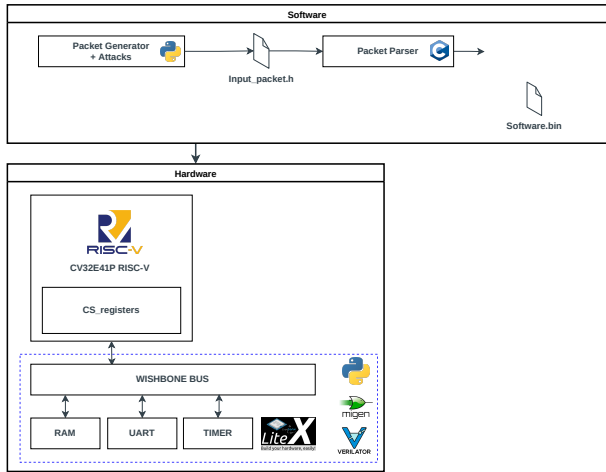 Software
Packet Generator
+ Attacks
Input_packet.h
Packet Parser
C
Software.bin
Hardware
RISC-V
CV32E41P RISC-V
CS_registers
WISHBONE BUS
RAM
UART
TIMER
LiteX
Build your hardware, easily!
migen
VERILATOR